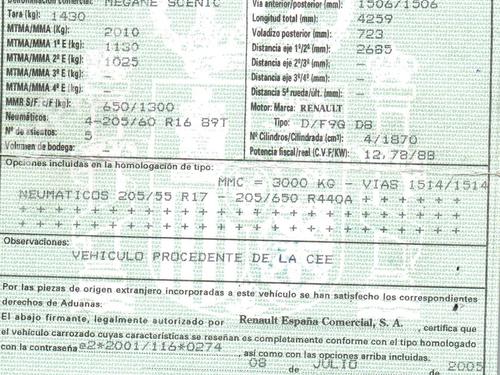 Denominación comercial: MEGANE SCENIC
Tara (kg): 1430
MTMA/MMA (Kg): 2010
MTMA/MMA 1º E (kg): 1130
MTMA/MMA 2º E (kg): 1025
MTMA/MMA 3º E (kg): -
MTMA/MMA 4º E (kg): -
MMR S/F. c/F (kg): 650/1300
Neumáticos: 4-205/60 R16 89T
Nº de asientos: 5
Volumen de bodega: -
Vía anterior/posterior (mm): 1506/1506
Longitud total (mm): 4259
Voladizo posterior (mm): 723
Distancia eje 1º/2º (mm): 2685
Distancia eje 2º/3º (mm): -
Distancia eje 3º/4º (mm): -
Distancia 5ª rueda/últ. (mm): -
Motor: Marca: RENAULT
Tipo: D/F9Q D8
Nº Cilindros/Cilindrada (cm³): 4/1870
Potencia fiscal/real (C.V.F/KW): 12,78/88
Opciones incluidas en la homologación de tipo:
MMC = 3000 KG - VIAS 1514/1514
NEUMATICOS 205/55 R17 - 205/650 R440A + + + + + +
+ + + + + + + + + + + + + + + + + + + + + + +
+ + + + + + + + + + + + + + + + + + + + + + +
Observaciones:
VEHICULO PROCEDENTE DE LA CEE
Por las piezas de origen extranjero incorporadas a este vehículo se han satisfecho los correspondientes
derechos de Aduanas.
El abajo firmante, legalmente autorizado por Renault España Comercial, S. A. , certifica que
el vehículo carrozado cuyas características se reseñan es completamente conforme con el tipo homologado
con la contraseña e2*2001/116*0274 , así como con las opciones arriba incluidas.
08 de JULIO de 2005